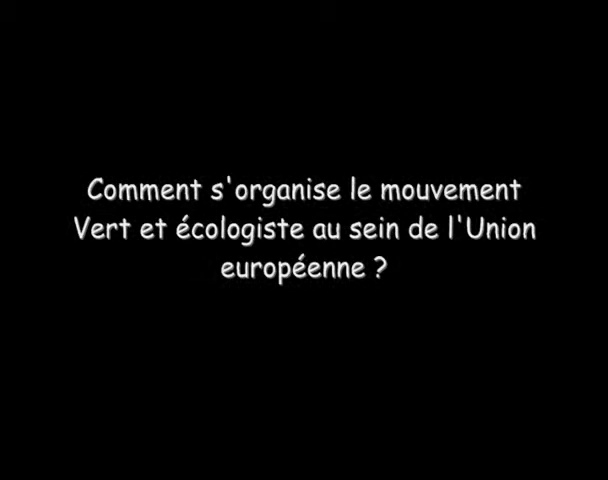 Comment s'organise le mouvement
Vert et écologiste au sein de l'Union
européenne ?